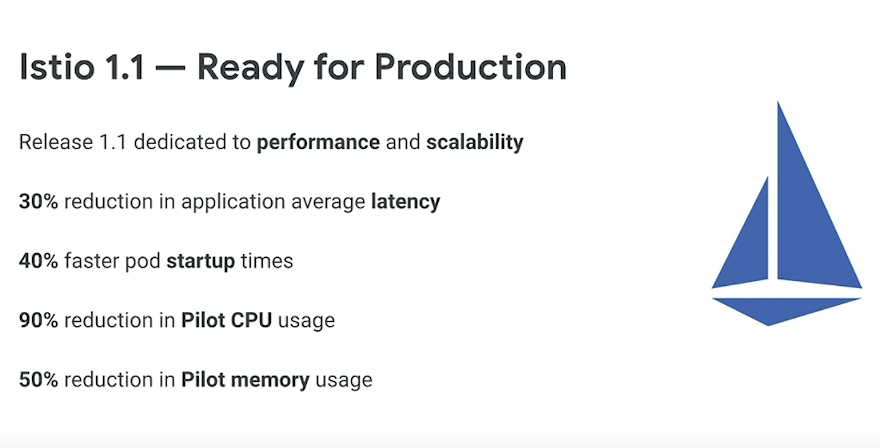 Istio 1.1 — Ready for Production
Release 1.1 dedicated to performance and scalability
30% reduction in application average latency
40% faster pod startup times
90% reduction in Pilot CPU usage
50% reduction in Pilot memory usage